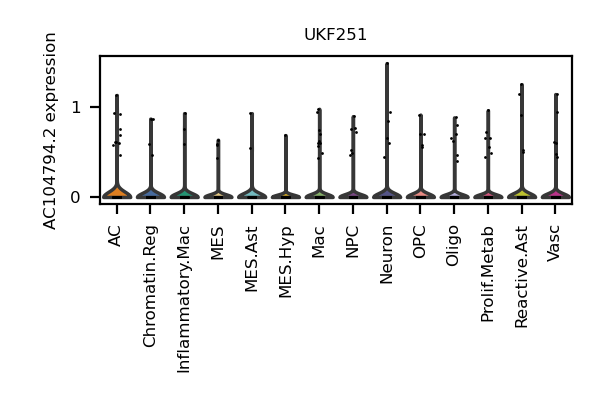 UKF251
AC104794.2 expression
1
0
AC
Chromatin.Reg
Inflammatory.Mac
MES
MES.Ast
MES.Hyp
Mac
NPC
Neuron
OPC
Oligo
Prolif.Metab
Reactive.Ast
Vasc